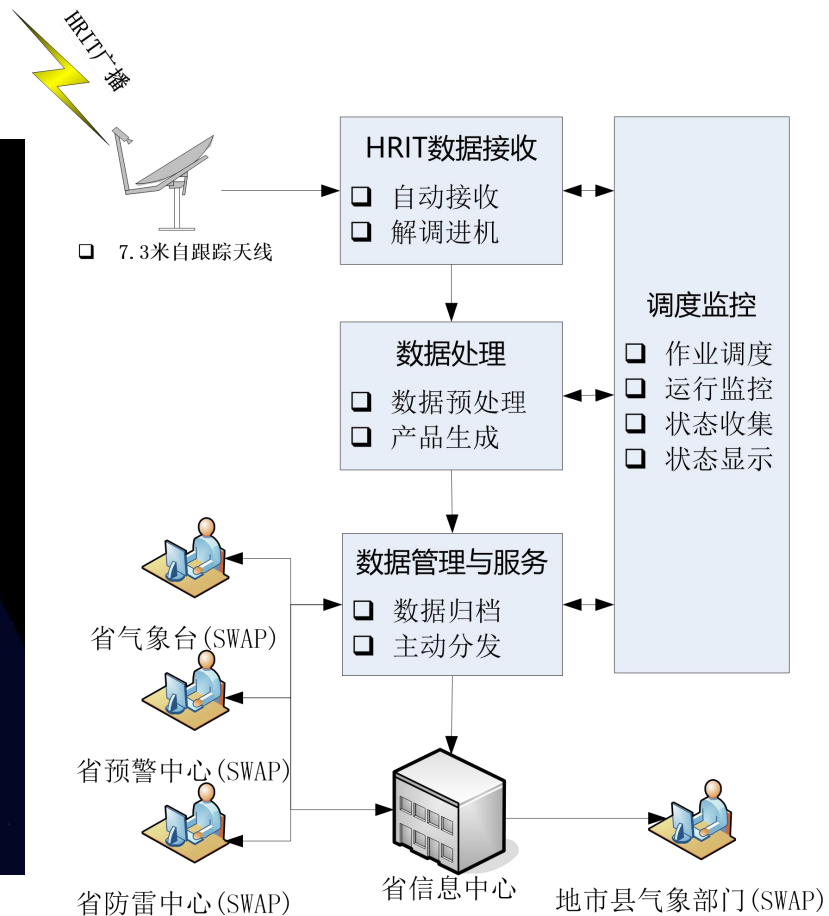 HRIT广播
HRIT数据接收
❑ 自动接收
❑ 解调进机
❑ 7.3米自跟踪天线
调度监控
❑ 作业调度
❑ 运行监控
❑ 状态收集
❑ 状态显示
数据处理
❑ 数据预处理
❑ 产品生成
数据管理与服务
❑ 数据归档
❑ 主动分发
省气象台(SWAP)
省预警中心(SWAP)
省防雷中心(SWAP)
省信息中心
地市县气象部门(SWAP)